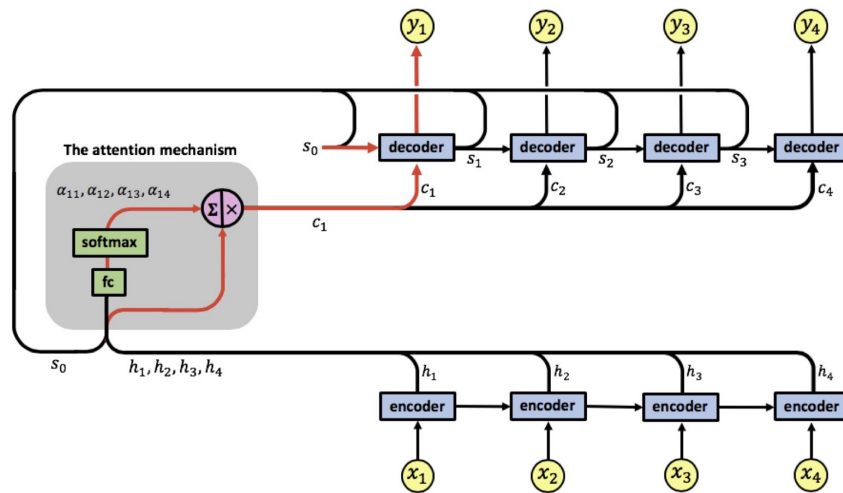 y₁ y₂ y₃ y₄
The attention mechanism
s₀ decoder s₁ decoder s₂ decoder s₃ decoder
α₁₁, α₁₂, α₁₃, α₁₄
Σ ×
c₁ c₁ c₂ c₃ c₄
softmax
fc
s₀ h₁, h₂, h₃, h₄
h₁ h₂ h₃ h₄
encoder encoder encoder encoder
x₁ x₂ x₃ x₄